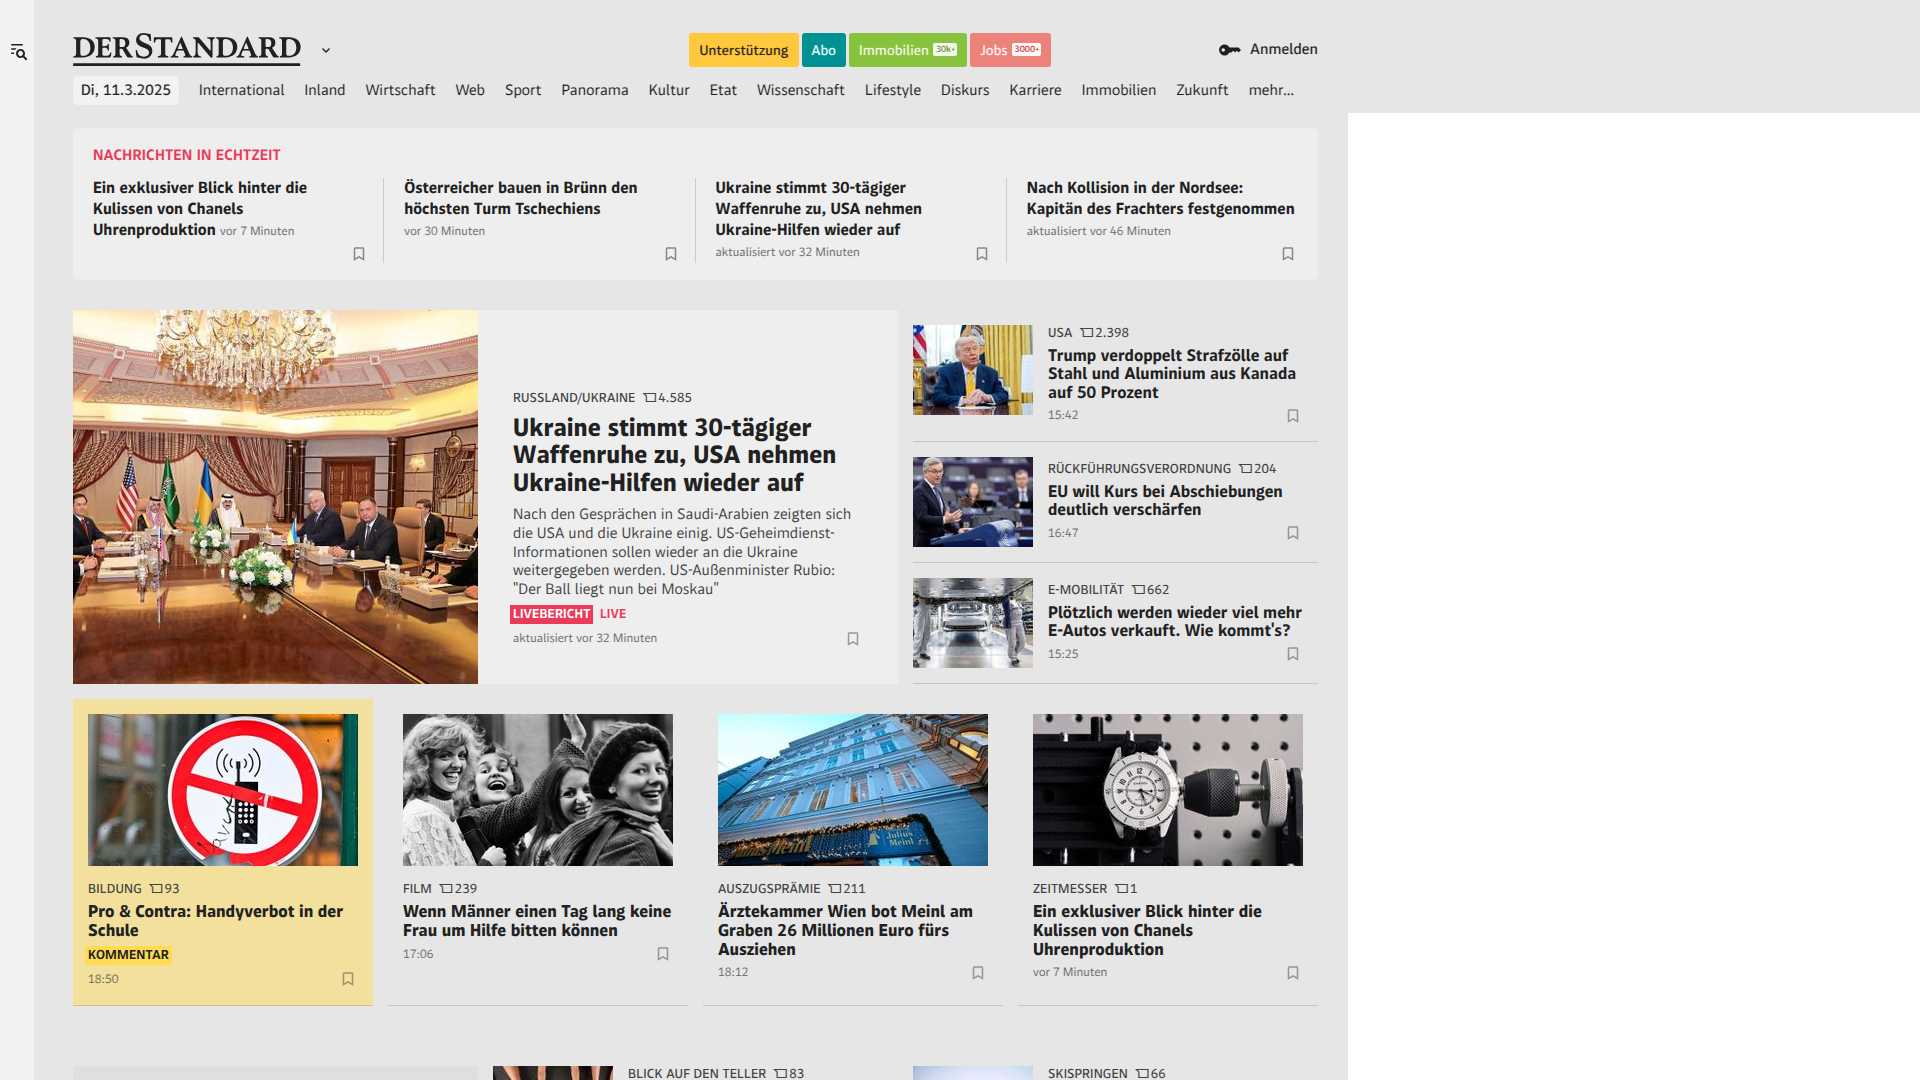 DERSTANDARD
Unterstützung
Abo
Immobilien 30k+
Jobs 3000+
Anmelden
Di, 11.3.2025
International
Inland
Wirtschaft
Web
Sport
Panorama
Kultur
Etat
Wissenschaft
Lifestyle
Diskurs
Karriere
Immobilien
Zukunft
mehr...
NACHRICHTEN IN ECHTZEIT
Ein exklusiver Blick hinter die
Kulissen von Chanels
Uhrenproduktion vor 7 Minuten
Österreicher bauen in Brünn den
höchsten Turm Tschechiens
vor 30 Minuten
Ukraine stimmt 30-tägiger
Waffenruhe zu, USA nehmen
Ukraine-Hilfen wieder auf
aktualisiert vor 32 Minuten
Nach Kollision in der Nordsee:
Kapitän des Frachters festgenommen
aktualisiert vor 46 Minuten
RUSSLAND/UKRAINE 4.585
Ukraine stimmt 30-tägiger
Waffenruhe zu, USA nehmen
Ukraine-Hilfen wieder auf
Nach den Gesprächen in Saudi-Arabien zeigten sich
die USA und die Ukraine einig. US-Geheimdienst-
Informationen sollen wieder an die Ukraine
weitergegeben werden. US-Außenminister Rubio:
"Der Ball liegt nun bei Moskau"
LIVEBERICHT LIVE
aktualisiert vor 32 Minuten
USA 2.398
Trump verdoppelt Strafzölle auf
Stahl und Aluminium aus Kanada
auf 50 Prozent
15:42
RÜCKFÜHRUNGSVERORDNUNG 204
EU will Kurs bei Abschiebungen
deutlich verschärfen
16:47
E-MOBILITÄT 662
Plötzlich werden wieder viel mehr
E-Autos verkauft. Wie kommt's?
15:25
BILDUNG 93
Pro & Contra: Handyverbot in der
Schule
KOMMENTAR
18:50
FILM 239
Wenn Männer einen Tag lang keine
Frau um Hilfe bitten können
17:06
Julius
Meinl
AUSZUGSPRÄMIE 211
Ärztekammer Wien bot Meinl am
Graben 26 Millionen Euro fürs
Ausziehen
18:12
ZEITMESSER 1
Ein exklusiver Blick hinter die
Kulissen von Chanels
Uhrenproduktion
vor 7 Minuten
BLICK AUF DEN TELLER 83
SKISPRINGEN 66